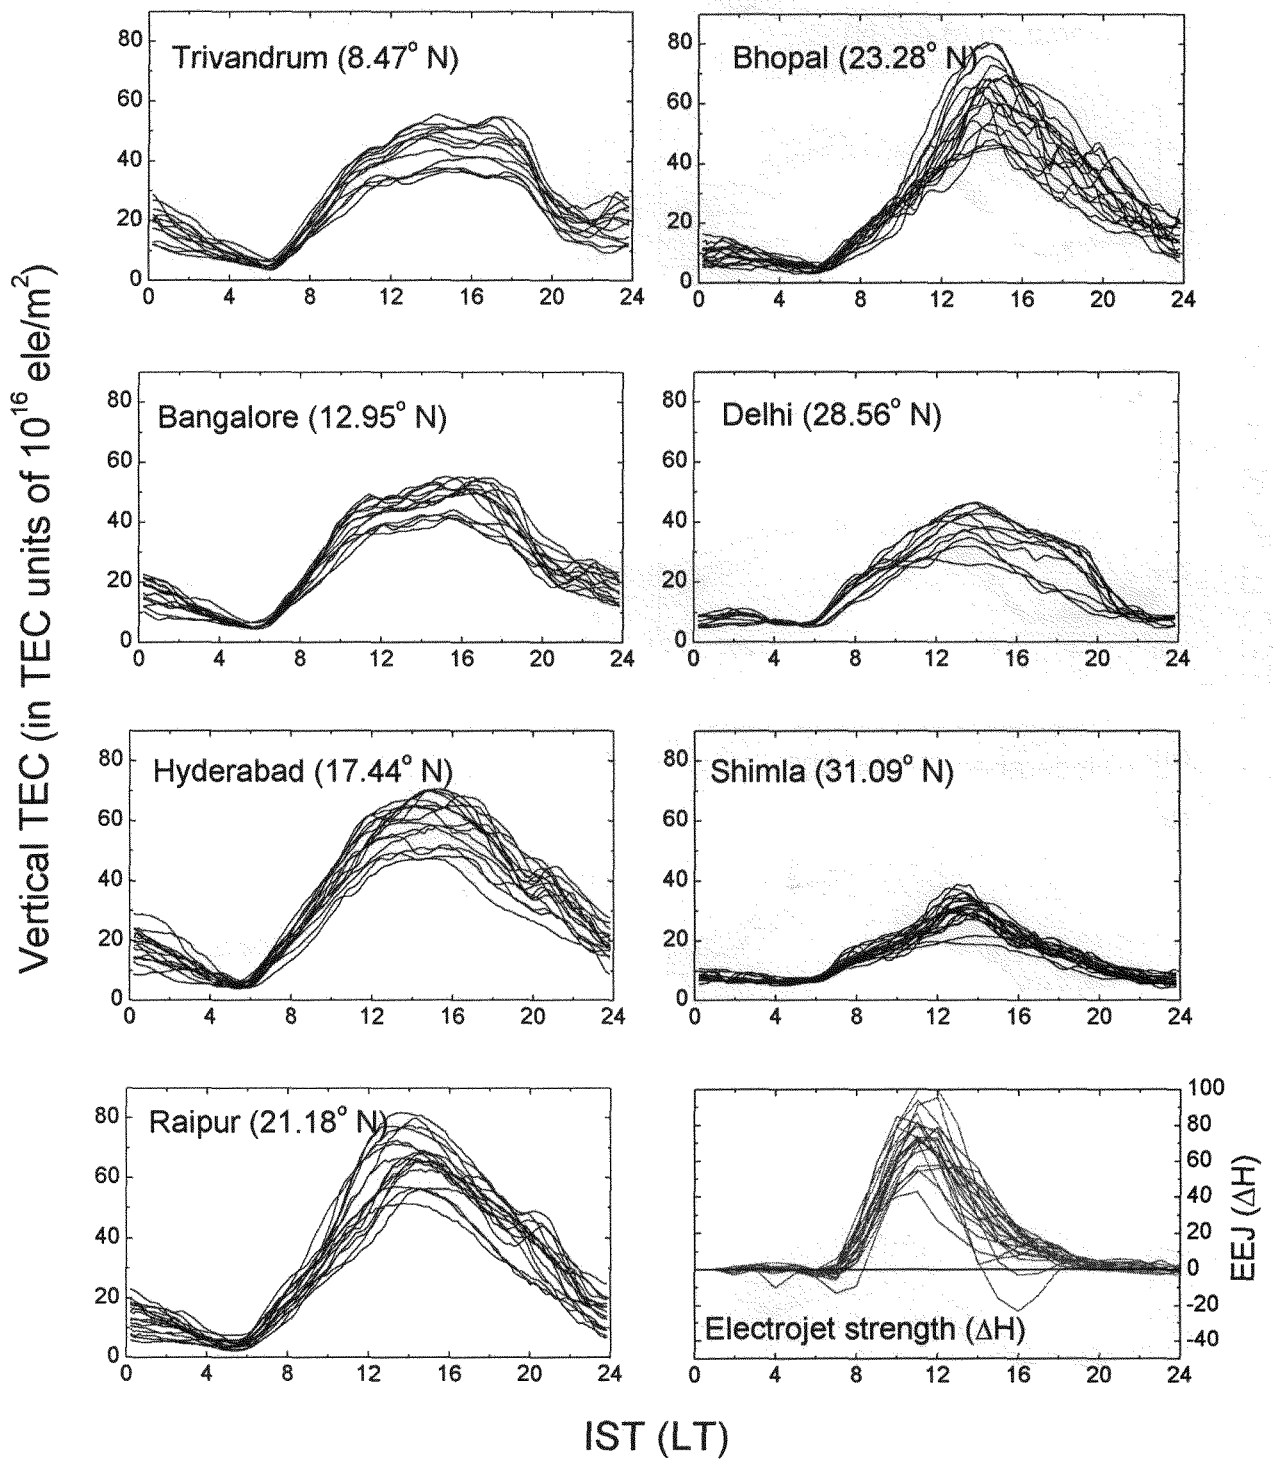 Vertical TEC (in TEC units of 10¹⁶ ele/m²)
Trivandrum (8.47° N)
80
60
40
20
0
0 4 8 12 16 20 24
Bhopal (23.28° N)
80
60
40
20
0
0 4 8 12 16 20 24
Bangalore (12.95° N)
80
60
40
20
0
0 4 8 12 16 20 24
Delhi (28.56° N)
80
60
40
20
0
0 4 8 12 16 20 24
Hyderabad (17.44° N)
80
60
40
20
0
0 4 8 12 16 20 24
Shimla (31.09° N)
80
60
40
20
0
0 4 8 12 16 20 24
Raipur (21.18° N)
80
60
40
20
0
0 4 8 12 16 20 24
100
80
60
40
20
0
-20
-40
EEJ (ΔH)
Electrojet strength (ΔH)
0 4 8 12 16 20 24
IST (LT)